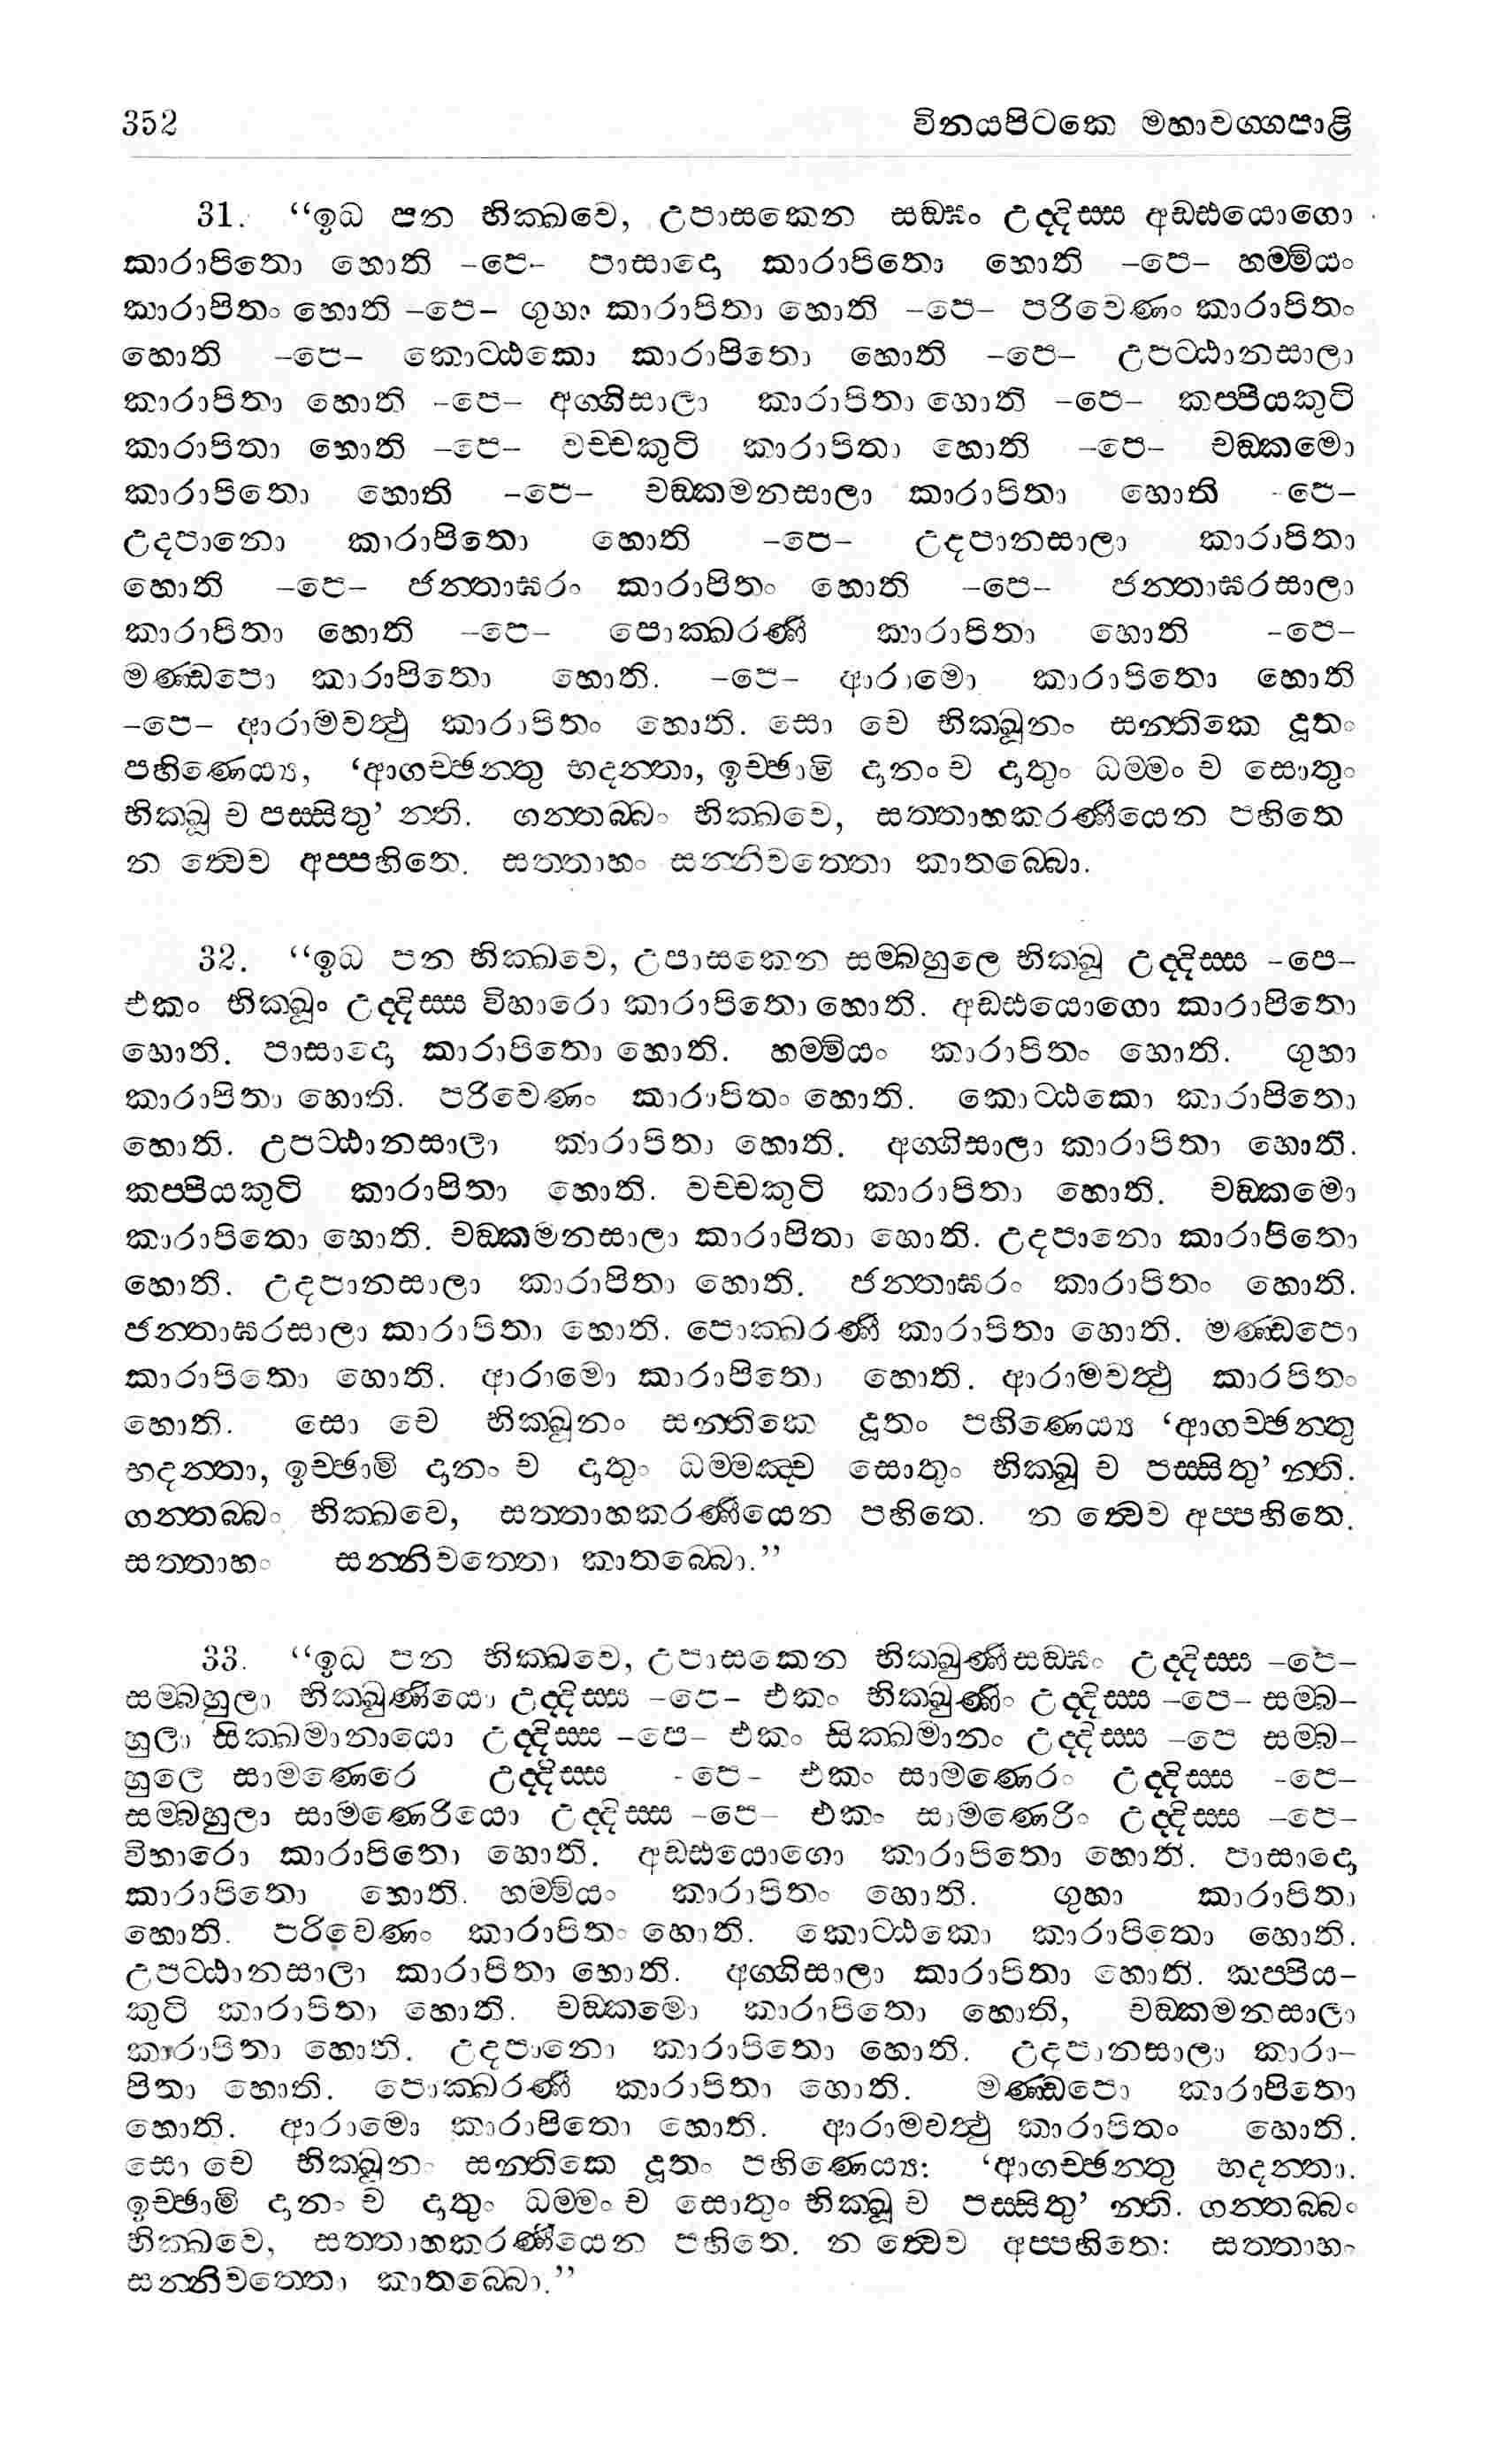 352 විනයපිටකෙ මහාවග්ගපාළි
31. “ඉධ පන භික්ඛවෙ, උපාසකෙන සඞ්ඝං උද්දිස්ස අඩ්ඪයොගො
කාරාපිතො හොති –පෙ– පාසාදො කාරාපිතො හොති –පෙ– හම්මියං
කාරාපිතං හොති –පෙ– ගුහා කාරාපිතා හොති –පෙ– පරිවෙණං කාරාපිතං
හොති –පෙ– කොට්ඨකො කාරාපිතො හොති –පෙ– උපට්ඨානසාලා
කාරාපිතා හොති –පෙ– අග්ගිසාලා කාරාපිතා හොති –පෙ– කප්පියකුටි
කාරාපිතා හොති –පෙ– වච්චකුටි කාරාපිතා හොති –පෙ– චඞ්කමො
කාරාපිතො හොති –පෙ– චඞ්කමනසාලා කාරාපිතා හොති -පෙ–
උදපානො කාරාපිතො හොති –පෙ– උදපානසාලා කාරාපිතා
හොති –පෙ– ජන්තාඝරං කාරාපිතං හොති –පෙ– ජන්තාඝරසාලා
කාරාපිතා හොති –පෙ– පොක්ඛරණී කාරාපිතා හොති –පෙ–
මණ්ඩපො කාරාපිතො හොති. –පෙ– ආරාමො කාරාපිතො හොති
–පෙ– ආරාමවත්ථු කාරාපිතං හොති. සො චෙ භික්ඛූනං සන්තිකෙ දූතං
පහිණෙය්‍ය, ‘ආගච්ඡන්තු භදන්තා, ඉච්ඡාමි දානං ච දාතුං ධම්මං ච සොතුං
භික්ඛූ ච පස්සිතු’ න්ති. ගන්තබ්බං භික්ඛවෙ, සත්තාහකරණීයෙන පහිතෙ
න ත්වෙව අප්පහිතෙ. සත්තාහං සන්නිවත්තො කාතබ්බො.
32. “ඉධ පන භික්ඛවෙ, උපාසකෙන සම්බහුලෙ භික්ඛූ උද්දිස්ස –පෙ–
එකං භික්ඛූං උද්දිස්ස විහාරො කාරාපිතො හොති. අඩ්ඪයොගො කාරාපිතො
හොති. පාසාදො කාරාපිතො හොති. හම්මියං කාරාපිතං හොති. ගුහා
කාරාපිතා හොති. පරිවෙණං කාරාපිතං හොති. කොට්ඨකො කාරාපිතො
හොති. උපට්ඨානසාලා කාරාපිතා හොති. අග්ගිසාලා කාරාපිතා හොති.
කප්පියකුටි කාරාපිතා හොති. වච්චකුටි කාරාපිතා හොති. චඞ්කමො
කාරාපිතො හොති. චඞ්කමනසාලා කාරාපිතා හොති. උදපානො කාරාපිතො
හොති. උදපානසාලා කාරාපිතා හොති. ජන්තාඝරං කාරාපිතං හොති.
ජන්තාඝරසාලා කාරාපිතා හොති. පොක්ඛරණී කාරාපිතා හොති. මණ්ඩපො
කාරාපිතො හොති. ආරාමො කාරාපිතො හොති. ආරාමවත්ථු කාරපිතං
හොති. සො චෙ භික්ඛූනං සන්තිකෙ දූතං පහිණෙය්‍ය ‘ආගච්ඡන්තු
භදන්තා, ඉච්ඡාමි දානං ච දාතුං ධම්මඤ්ච සොතුං භික්ඛූ ච පස්සිතු’ න්ති.
ගන්තබ්බං භික්ඛවෙ, සත්තාහකරණීයෙන පහිතෙ. න ත්වෙව අප්පහිතෙ.
සත්තාහං සන්නිවත්තො කාතබ්බො.”
33. “ඉධ පන භික්ඛවෙ, උපාසකෙන භික්ඛුණීසඞ්ඝං උද්දිස්ස –පෙ–
සම්බහුලා භික්ඛුණියො උද්දිස්ස –පෙ– එකං භික්ඛුණිං උද්දිස්ස –පෙ– සම්බ–
හුලා සික්ඛමානායො උද්දිස්ස –පෙ– එකං සික්ඛමානං උද්දිස්ස –පෙ සම්බ–
හුලෙ සාමණෙරෙ උද්දිස්ස -පෙ– එකං සාමණෙරං උද්දිස්ස –පෙ–
සම්බහුලා සාමණෙරියො උද්දිස්ස –පෙ– එකං සාමණෙරිං උද්දිස්ස –පෙ–
විහාරො කාරාපිතො හොති. අඩ්ඪයොගො කාරාපිතො හොති. පාසාදො
කාරාපිතො හොති. හම්මියං කාරාපිතං හොති. ගුහා කාරාපිතා
හොති. පරිවෙණං කාරාපිතං හොති. කොට්ඨකො කාරාපිතො හොති.
උපට්ඨානසාලා කාරාපිතා හොති. අග්ගිසාලා කාරාපිතා හොති. කප්පිය–
කුටි කාරාපිතා හොති. චඞ්කමො කාරාපිතො හොති, චඞ්කමනසාලා
කාරාපිතා හොති. උදපානො කාරාපිතො හොති. උදපානසාලා කාරා–
පිතා හොති. පොක්ඛරණී කාරාපිතා හොති. මණ්ඩපො කාරාපිතො
හොති. ආරාමො කාරාපිතො හොති. ආරාමවත්ථු කාරාපිතං හොති.
සො චෙ භික්ඛූනං සන්තිකෙ දූතං පහිණෙය්‍ය: ‘ආගච්ඡන්තු භදන්තා.
ඉච්ඡාමි දානං ච දාතුං ධම්මං ච සොතුං භික්ඛූ ච පස්සිතු’ න්ති. ගන්තබ්බං
භික්ඛවෙ, සත්තාහකරණීයෙන පහිතෙ. න ත්වෙව අප්පහිතෙ: සත්තාහං
සන්නිවත්තො කාතබ්බො.”